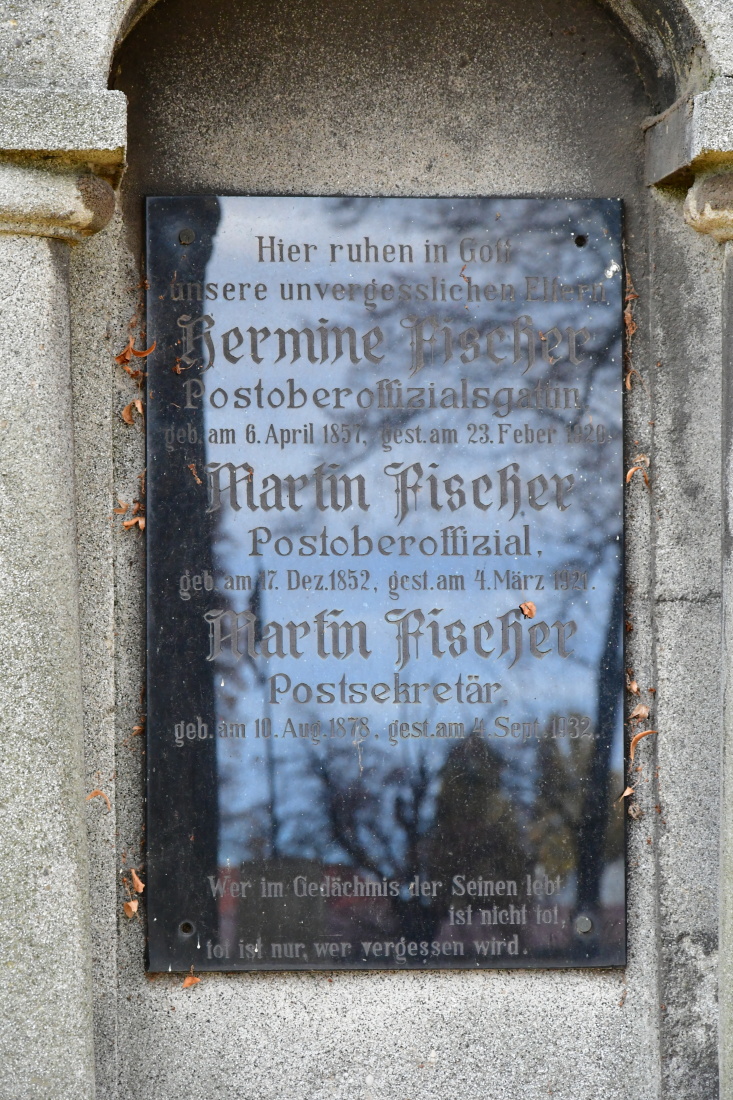 Hier ruhen in Gott
unsere unvergesslichen Eltern
Hermine Fischer
Postoberoffizialsgattin,
geb. am 6. April 1857, gest. am 23. Feber 1920.
Martin Fischer
Postoberoffizial,
geb. am 17. Dez. 1852, gest. am 4. März 1921.
Martin Fischer
Postsekretär,
geb. am 10. Aug. 1878, gest. am 4. Sept. 1932.
Wer im Gedächtnis der Seinen lebt
ist nicht tot,
tot ist nur, wer vergessen wird.